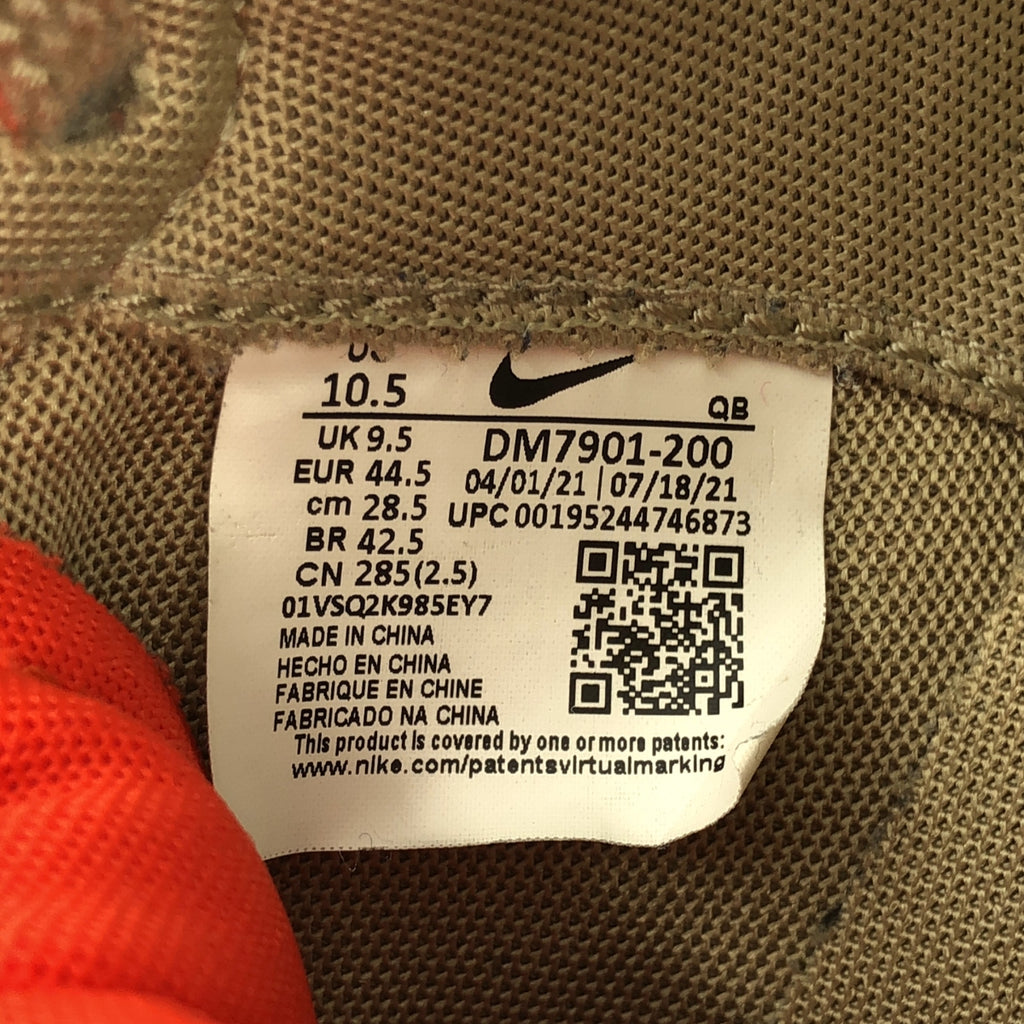 10.5
QB
UK 9.5
DM7901-200
EUR 44.5
04/01/21 | 07/18/21
cm 28.5
UPC 00195244746873
BR 42.5
CN 285(2.5)
01VSQ2K985EY7
MADE IN CHINA
HECHO EN CHINA
FABRIQUE EN CHINE
FABRICADO NA CHINA
This product is covered by one or more patents:
www.nike.com/patentsvirtualmarking